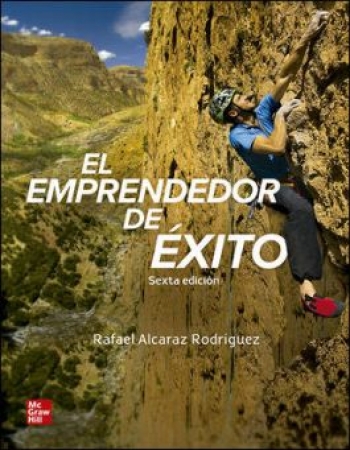 EL
EMPRENDEDOR
DE
ÉXITO
Sexta edición
Rafael Alcaraz Rodríguez
Mc
Graw
Hill